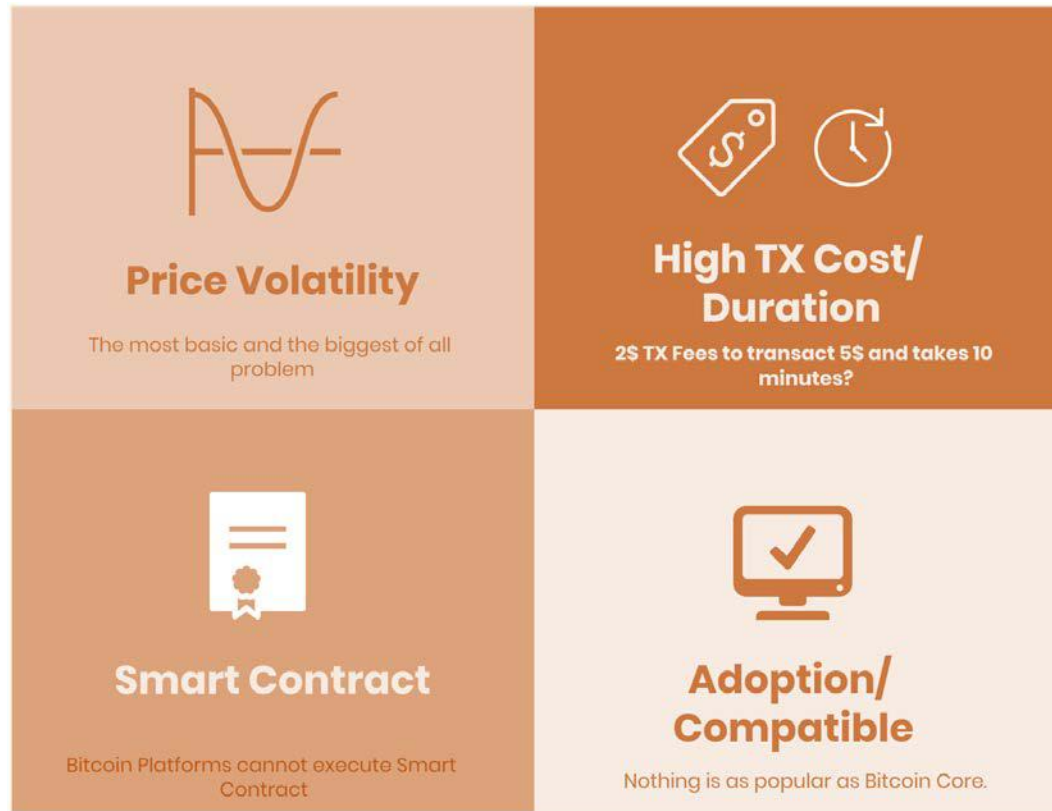 Price Volatility
The most basic and the biggest of all
problem
$
High TX Cost/
Duration
2$ TX Fees to transact 5$ and takes 10
minutes?
Smart Contract
Bitcoin Platforms cannot execute Smart
Contract
Adoption/
Compatible
Nothing is as popular as Bitcoin Core.